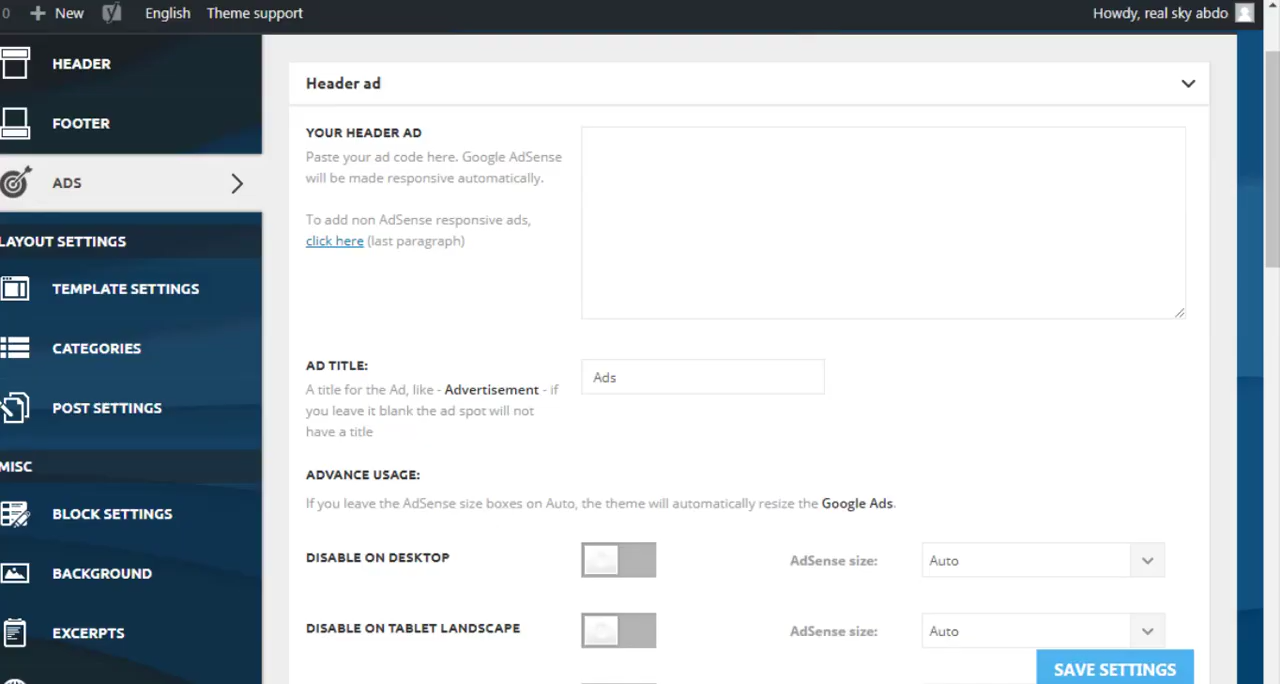 0 New English Theme support Howdy, real sky abdo
HEADER
FOOTER
ADS
LAYOUT SETTINGS
TEMPLATE SETTINGS
CATEGORIES
POST SETTINGS
MISC
BLOCK SETTINGS
BACKGROUND
EXCERPTS
Header ad
YOUR HEADER AD
Paste your ad code here. Google AdSense
will be made responsive automatically.
To add non AdSense responsive ads,
click here (last paragraph)
AD TITLE:
A title for the Ad, like - Advertisement - if
you leave it blank the ad spot will not
have a title
Ads
ADVANCE USAGE:
If you leave the AdSense size boxes on Auto, the theme will automatically resize the Google Ads.
DISABLE ON DESKTOP AdSense size: Auto
DISABLE ON TABLET LANDSCAPE AdSense size: Auto
SAVE SETTINGS